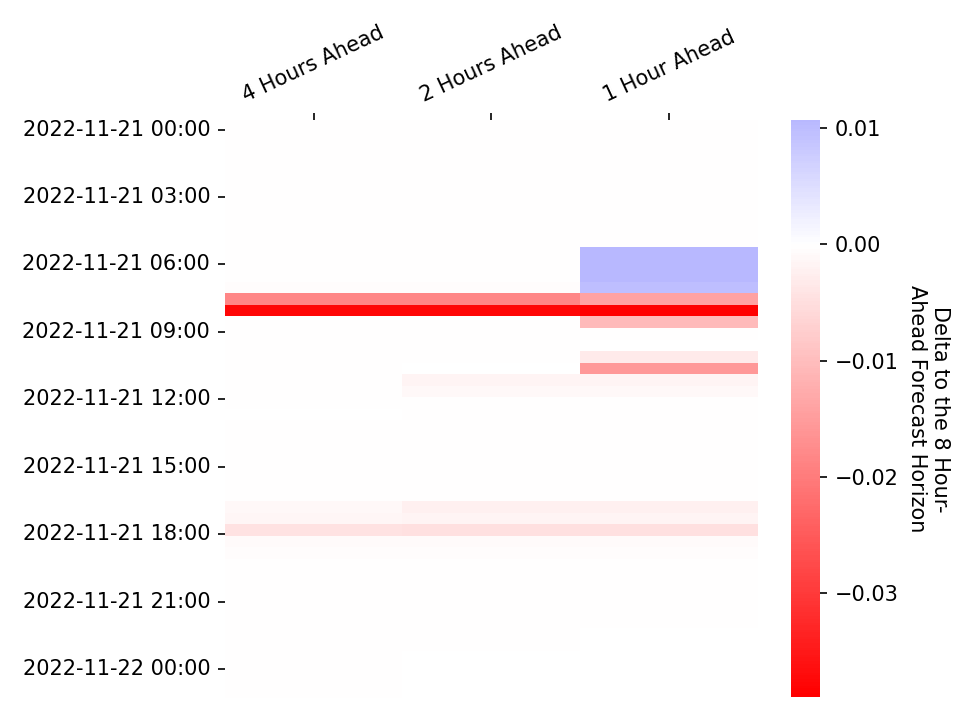 4 Hours Ahead
2 Hours Ahead
1 Hour Ahead
2022-11-21 00:00
2022-11-21 03:00
2022-11-21 06:00
2022-11-21 09:00
2022-11-21 12:00
2022-11-21 15:00
2022-11-21 18:00
2022-11-21 21:00
2022-11-22 00:00
0.01
0.00
−0.01
−0.02
−0.03
Delta to the 8 Hour-
Ahead Forecast Horizon